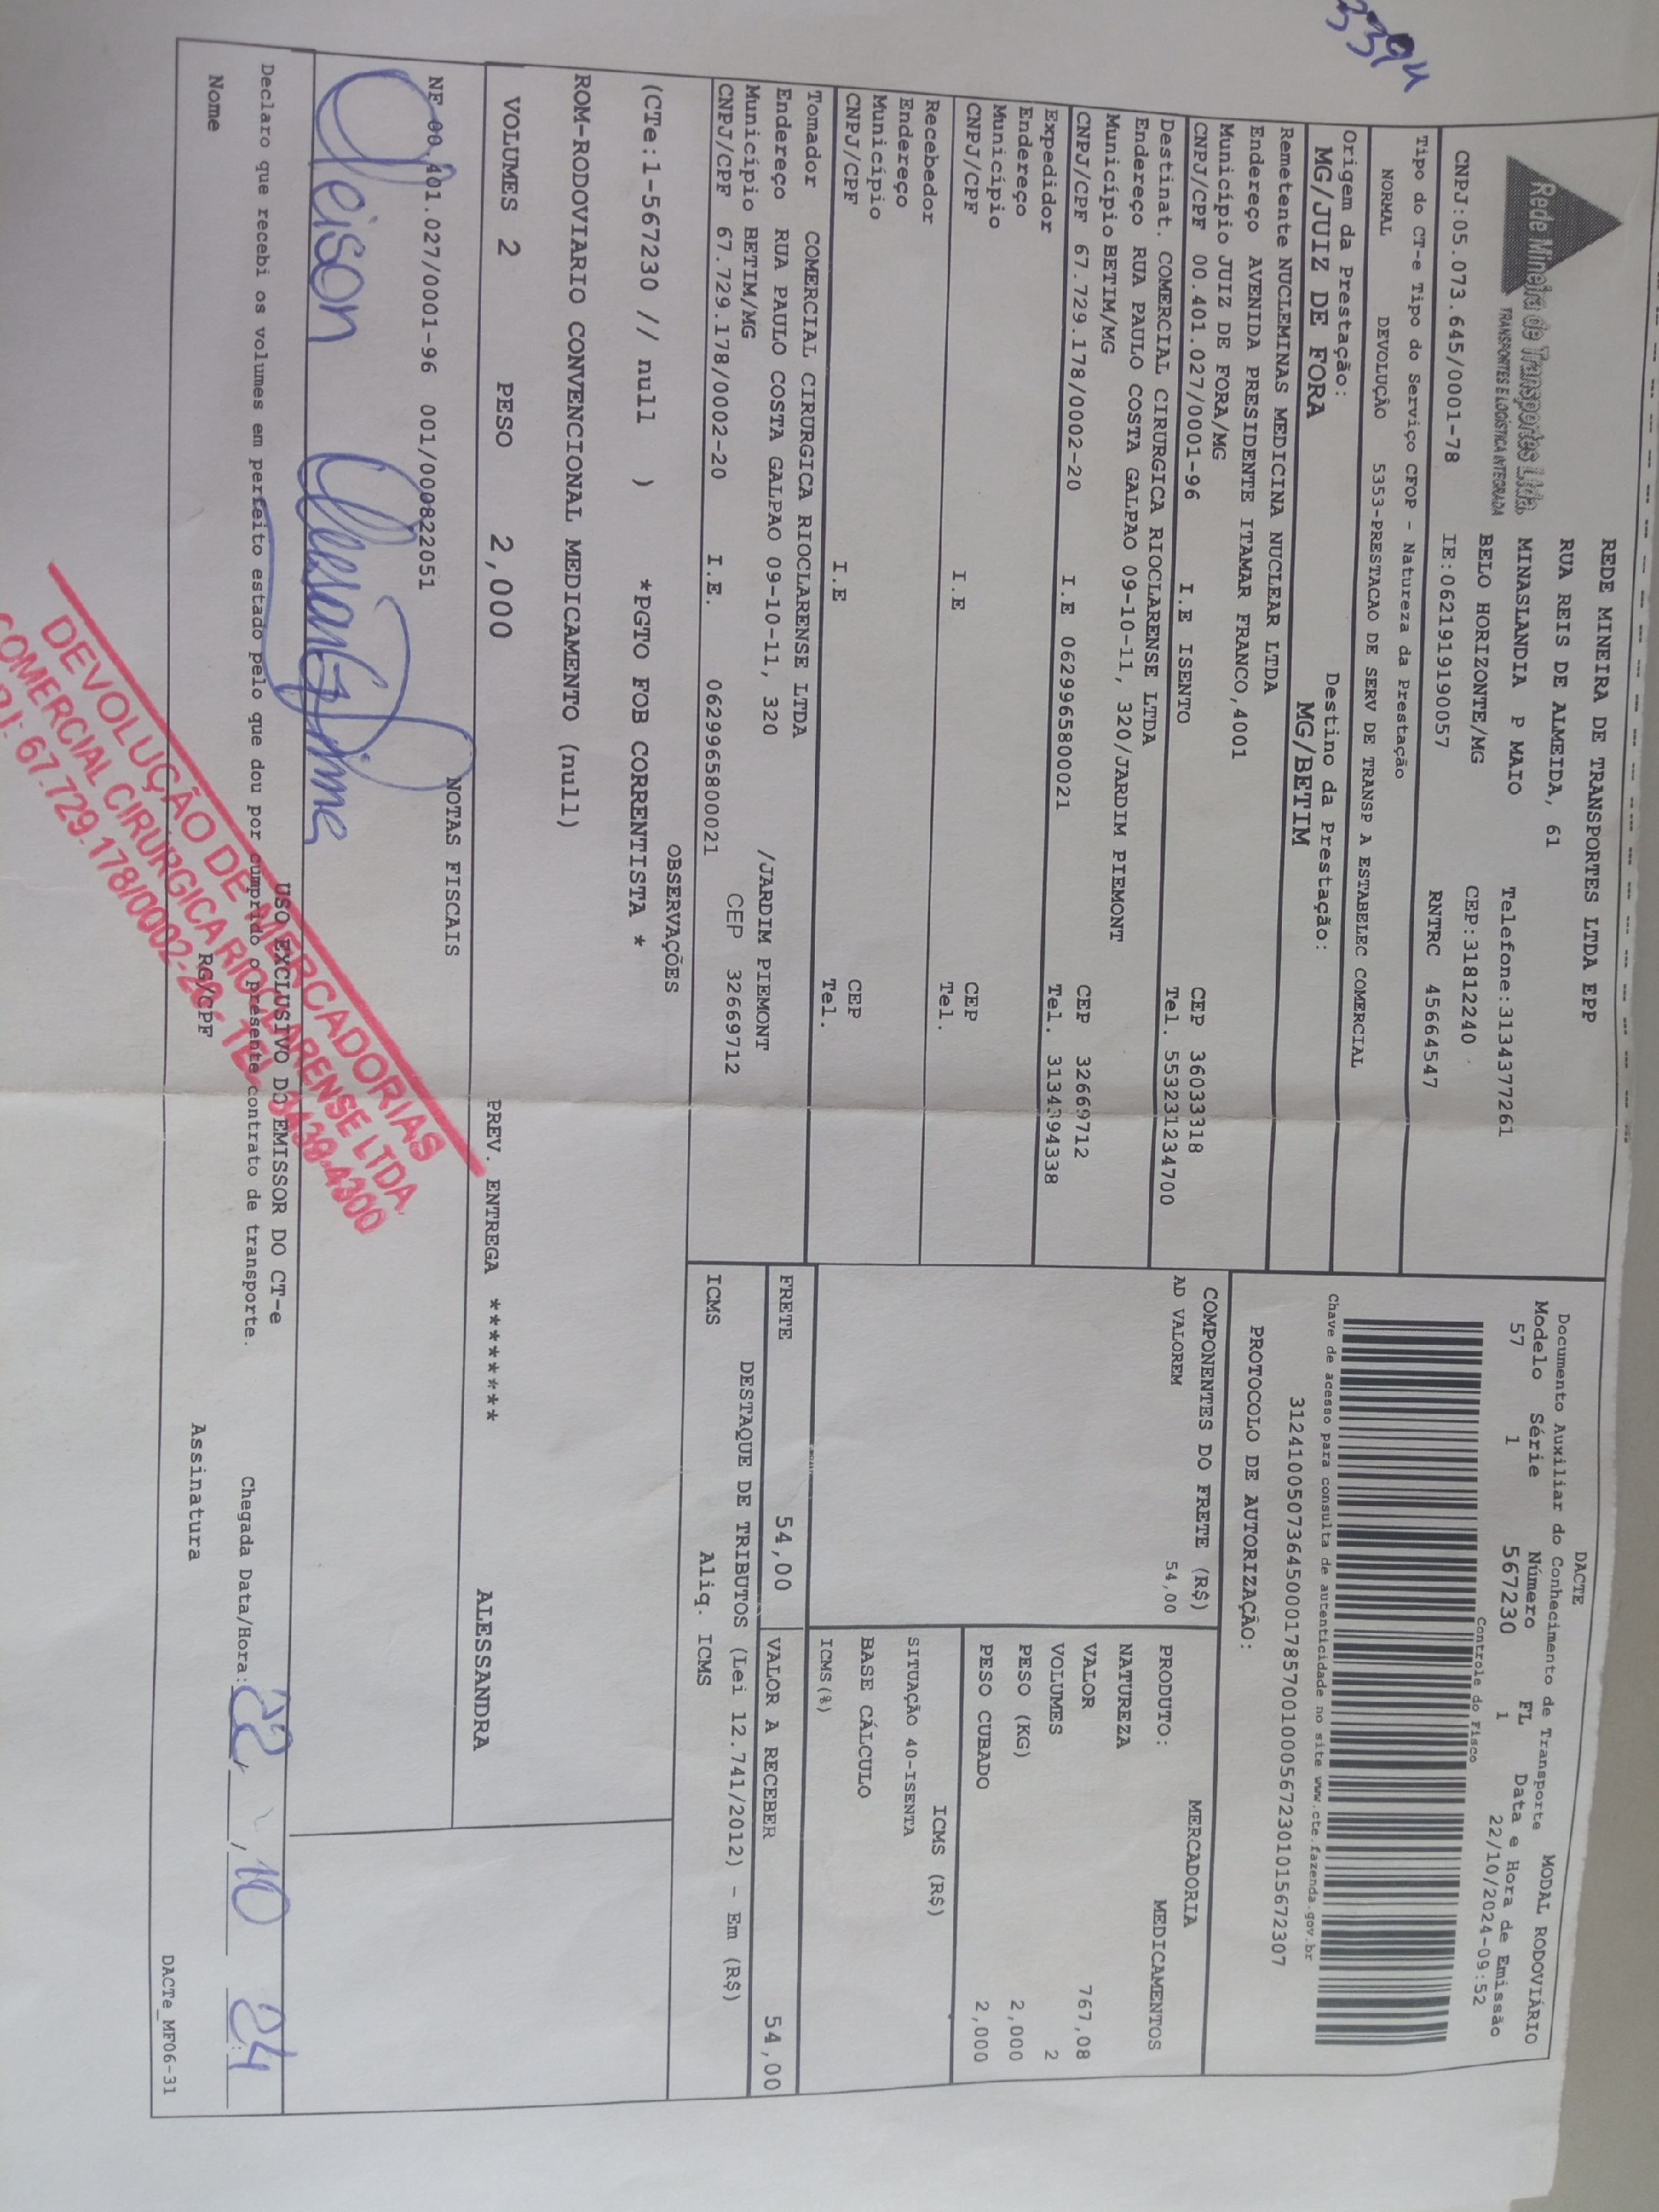 339u
Rede Mineira de Transportes Ltda.
TRANSPORTES E LOGÍSTICA INTEGRADA
REDE MINEIRA DE TRANSPORTES LTDA EPP
RUA REIS DE ALMEIDA, 61
MINASLANDIA P MAIO Telefone:3134377261
BELO HORIZONTE/MG CEP:31812240
CNPJ:05.073.645/0001-78 IE:0621919190057 RNTRC 45664547
DACTE
Documento Auxiliar do Conhecimento de Transporte MODAL RODOVIÁRIO
Modelo Série Número FL Data e Hora de Emissão
57 1 567230 1 22/10/2024-09:52
Controle do Fisco
Chave de acesso para consulta de autenticidade no site www.cte.fazenda.gov.br
31241005073645000178570010005672301015672307
PROTOCOLO DE AUTORIZAÇÃO:
Tipo do CT-e Tipo do Serviço CFOP - Natureza da Prestação
NORMAL DEVOLUÇÃO 5353-PRESTACAO DE SERV DE TRANSP A ESTABELEC COMERCIAL
Origem da Prestação: Destino da Prestação:
MG/JUIZ DE FORA MG/BETIM
Remetente NUCLEMINAS MEDICINA NUCLEAR LTDA
Endereço AVENIDA PRESIDENTE ITAMAR FRANCO,4001
Município JUIZ DE FORA/MG CEP 36033318
CNPJ/CPF 00.401.027/0001-96 I.E ISENTO Tel. 553231234700
Destinat. COMERCIAL CIRURGICA RIOCLARENSE LTDA
Endereço RUA PAULO COSTA GALPAO 09-10-11, 320/JARDIM PIEMONT
Município BETIM/MG CEP 32669712
CNPJ/CPF 67.729.178/0002-20 I.E 0629965800021 Tel. 3134394338
Expedidor
Endereço
Município CEP
CNPJ/CPF I.E Tel.
Recebedor
Endereço
Município CEP
CNPJ/CPF I.E Tel.
Tomador COMERCIAL CIRURGICA RIOCLARENSE LTDA
Endereço RUA PAULO COSTA GALPAO 09-10-11, 320 /JARDIM PIEMONT
Município BETIM/MG CEP 32669712
CNPJ/CPF 67.729.178/0002-20 I.E. 0629965800021
COMPONENTES DO FRETE (R$)
AD VALOREM 54,00
MERCADORIA
PRODUTO: MEDICAMENTOS
NATUREZA
VALOR 767,08
VOLUMES 2
PESO (KG) 2,000
PESO CUBADO 2,000
ICMS (R$)
SITUAÇÃO 40-ISENTA
BASE CÁLCULO
ICMS(%)
FRETE 54,00 VALOR A RECEBER 54,00
DESTAQUE DE TRIBUTOS (Lei 12.741/2012) - Em (R$)
ICMS Aliq. ICMS
OBSERVAÇÕES
(CTe:1-567230 // null ) *PGTO FOB CORRENTISTA *
ROM-RODOVIARIO CONVENCIONAL MEDICAMENTO (null)
VOLUMES 2 PESO 2,000 PREV. ENTREGA ******** ALESSANDRA
NOTAS FISCAIS
NF 00.401.027/0001-96 001/000822051
USO EXCLUSIVO DO EMISSOR DO CT-e
Declaro que recebi os volumes em perfeito estado pelo que dou por cumprido o presente contrato de transporte. Chegada Data/Hora: 22, 10 24
Nome RG/CPF Assinatura
DACTe_MF06-31
DEVOLUÇÃO DE MERCADORIAS
COMERCIAL CIRURGICA RIOCLARENSE LTDA
67.729.178/0002-20